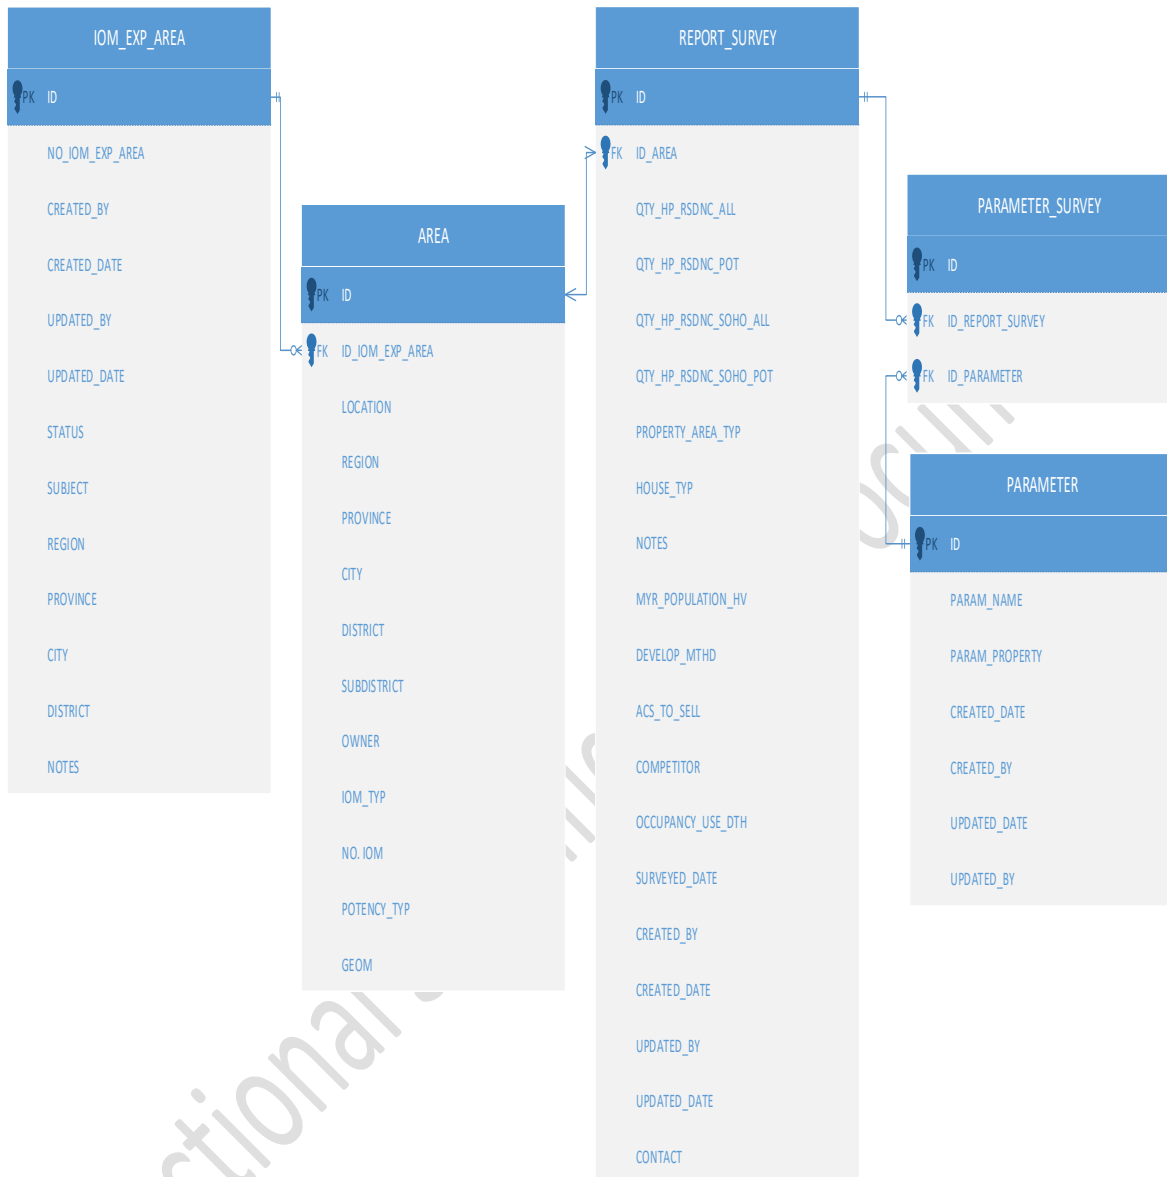 IOM_EXP_AREA
PK ID
NO_IOM_EXP_AREA
CREATED_BY
CREATED_DATE
UPDATED_BY
UPDATED_DATE
STATUS
SUBJECT
REGION
PROVINCE
CITY
DISTRICT
NOTES
AREA
PK ID
FK ID_IOM_EXP_AREA
LOCATION
REGION
PROVINCE
CITY
DISTRICT
SUBDISTRICT
OWNER
IOM_TYP
NO. IOM
POTENCY_TYP
GEOM
REPORT_SURVEY
PK ID
FK ID_AREA
QTY_HP_RSDNC_ALL
QTY_HP_RSDNC_POT
QTY_HP_RSDNC_SOHO_ALL
QTY_HP_RSDNC_SOHO_POT
PROPERTY_AREA_TYP
HOUSE_TYP
NOTES
MYR_POPULATION_HV
DEVELOP_MTHD
ACS_TO_SELL
COMPETITOR
OCCUPANCY_USE_DTH
SURVEYED_DATE
CREATED_BY
CREATED_DATE
UPDATED_BY
UPDATED_DATE
CONTACT
PARAMETER_SURVEY
PK ID
FK ID_REPORT_SURVEY
FK ID_PARAMETER
PARAMETER
PK ID
PARAM_NAME
PARAM_PROPERTY
CREATED_DATE
CREATED_BY
UPDATED_DATE
UPDATED_BY